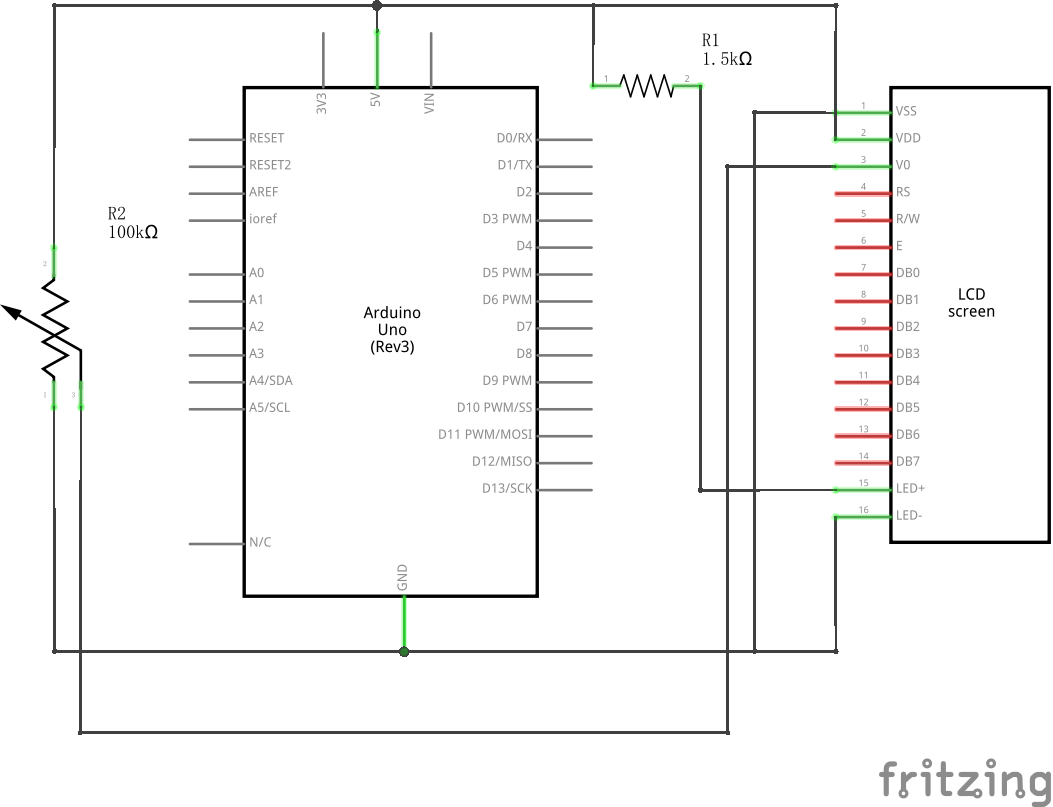 R1
1.5kΩ
1
2
3V3
5V
VIN
RESET
RESET2
AREF
ioref
A0
A1
A2
A3
A4/SDA
A5/SCL
N/C
D0/RX
D1/TX
D2
D3 PWM
D4
D5 PWM
D6 PWM
D7
D8
D9 PWM
D10 PWM/SS
D11 PWM/MOSI
D12/MISO
D13/SCK
GND
Arduino
Uno
(Rev3)
R2
100kΩ
2
1
3
1 VSS
2 VDD
3 V0
4 RS
5 R/W
6 E
7 DB0
8 DB1
9 DB2
10 DB3
11 DB4
12 DB5
13 DB6
14 DB7
15 LED+
16 LED-
LCD
screen
fritzing